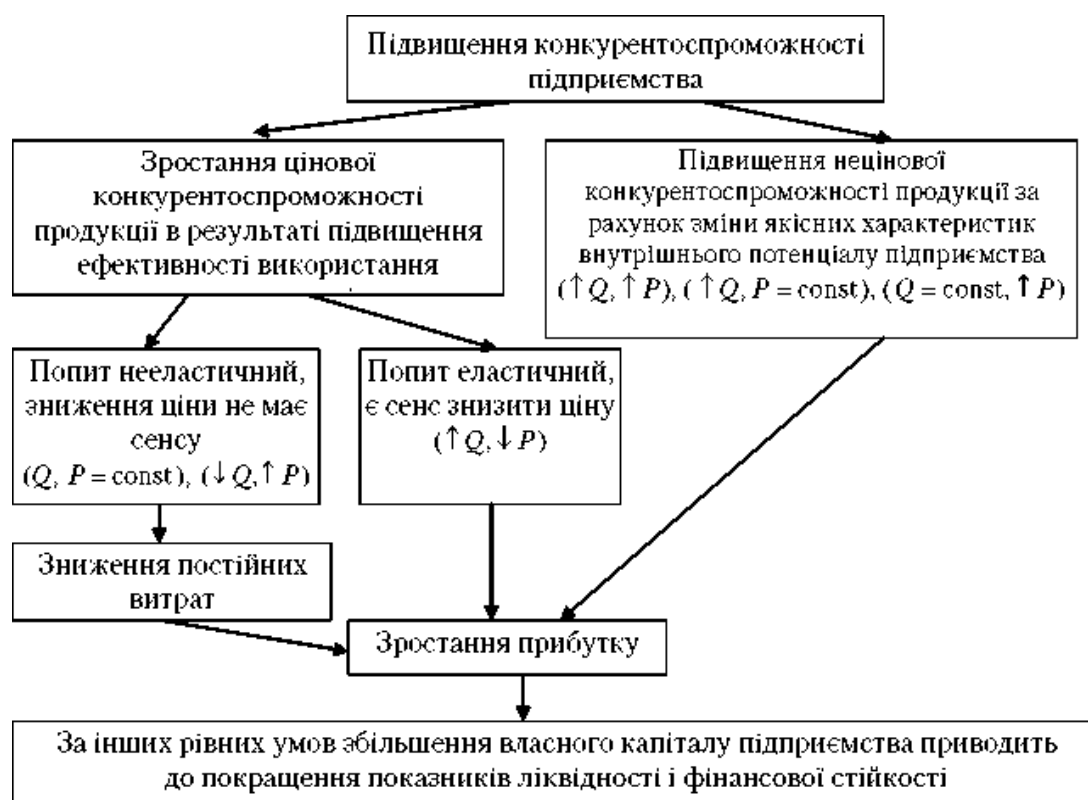 Підвищення конкурентоспроможності
підприємства
Зростання цінової
конкурентоспроможності
продукції в результаті підвищення
ефективності використання
Підвищення нецінової
конкурентоспроможності продукції за
рахунок зміни якісних характеристик
внутрішнього потенціалу підприємства
(↑Q, ↑P), (↑Q, P = const), (Q = const, ↑P)
Попит нееластичний,
зниження ціни не має
сенсу
(Q, P = const), (↓Q,↑P)
Попит еластичний,
є сенс знизити ціну
(↑Q,↓P)
Зниження постійних
витрат
Зростання прибутку
За інших рівних умов збільшення власного капіталу підприємства приводить
до покращення показників ліквідності і фінансової стійкості